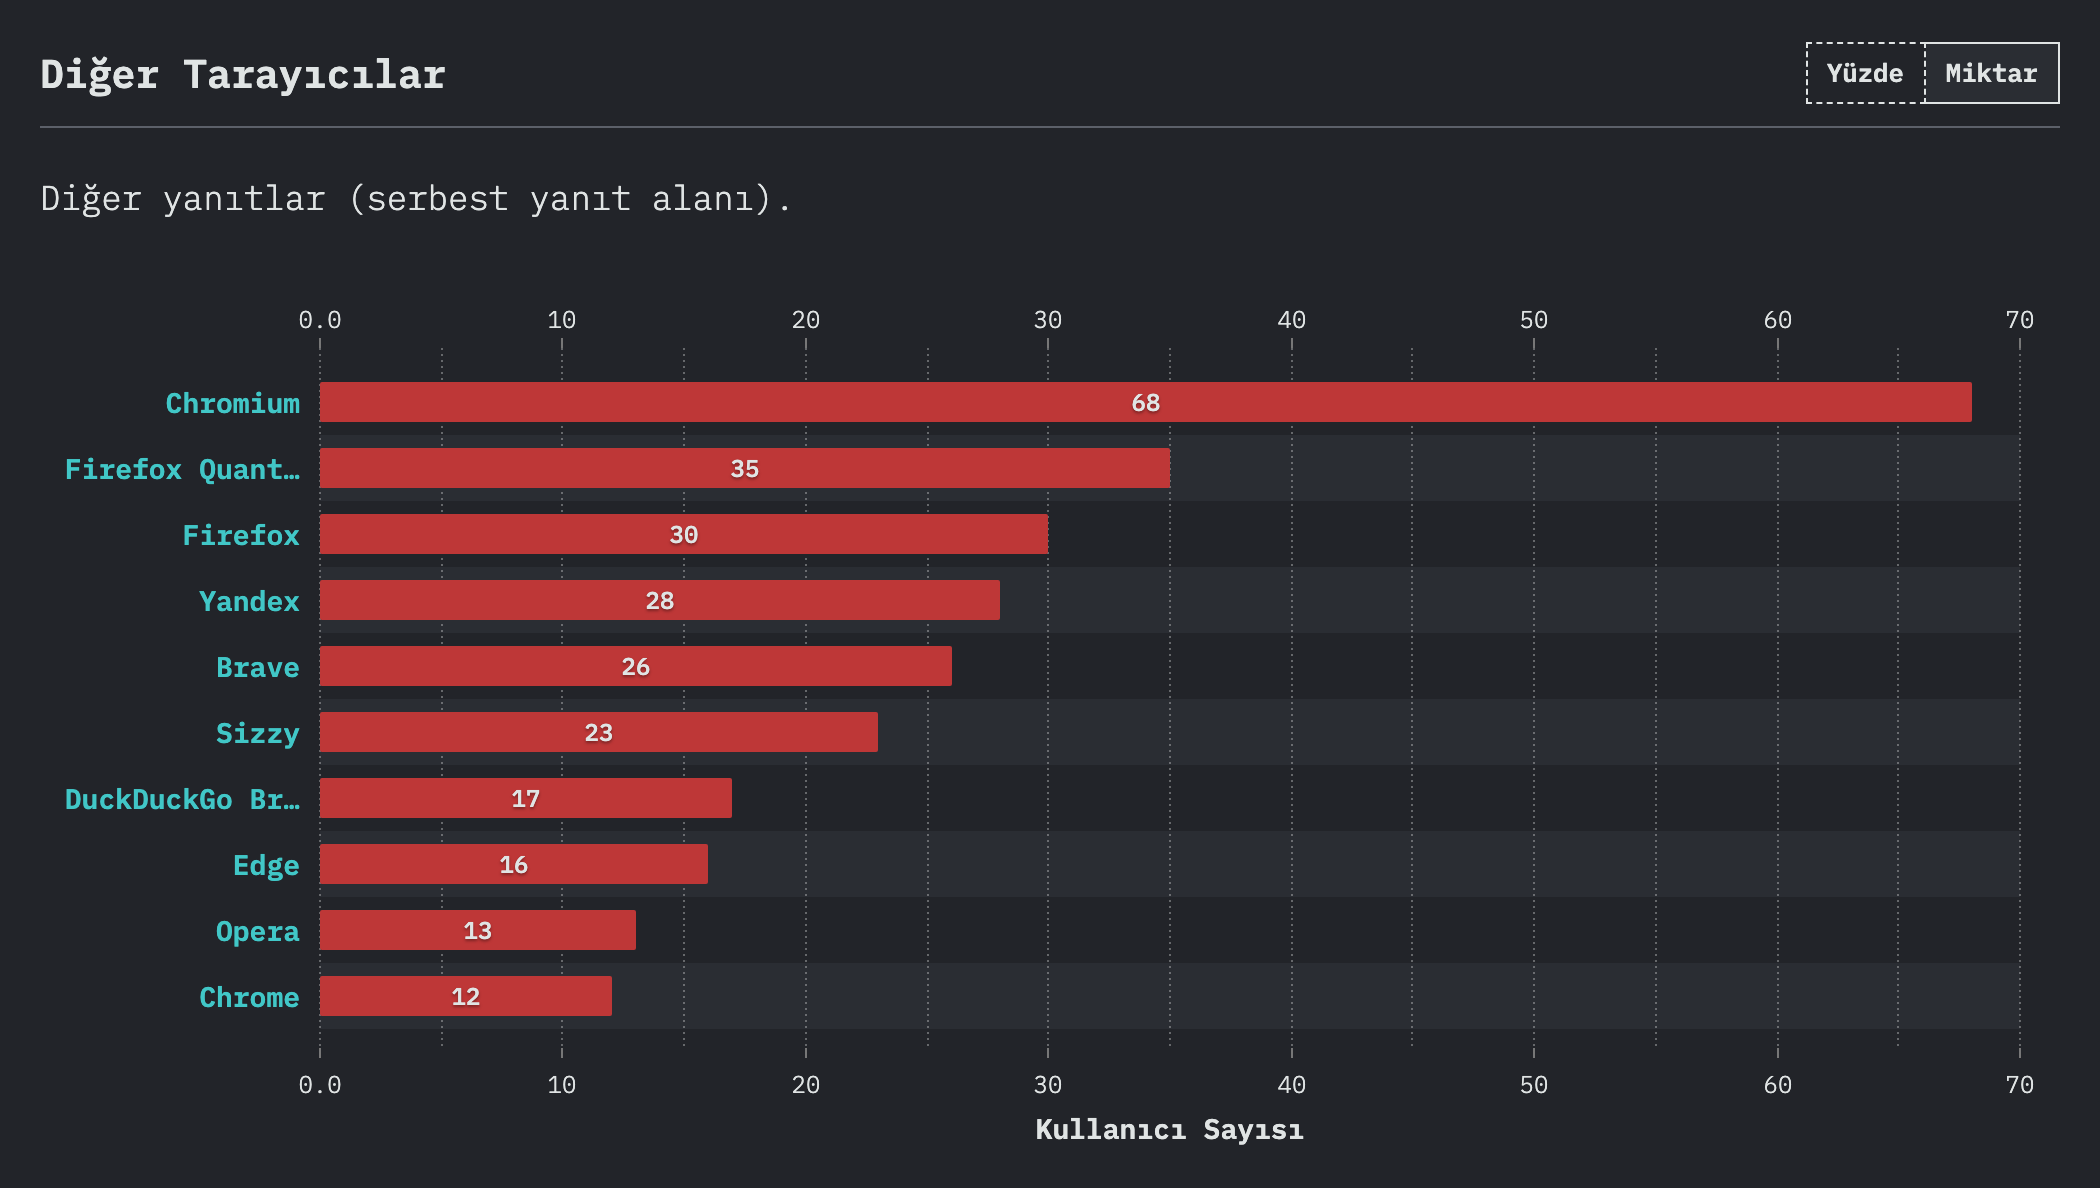 Diğer Tarayıcılar
Yüzde Miktar
Diğer yanıtlar (serbest yanıt alanı).
0.0 10 20 30 40 50 60 70
Chromium 68
Firefox Quant… 35
Firefox 30
Yandex 28
Brave 26
Sizzy 23
DuckDuckGo Br… 17
Edge 16
Opera 13
Chrome 12
0.0 10 20 30 40 50 60 70
Kullanıcı Sayısı